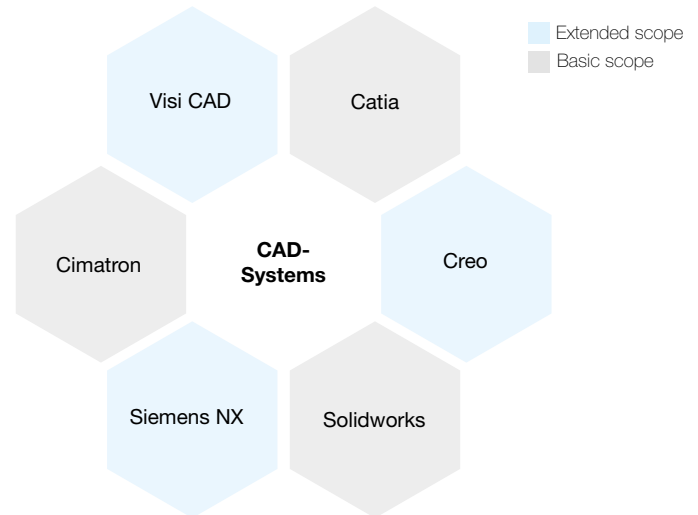 Extended scope
Basic scope
Visi CAD
Catia
Cimatron
CAD-
Systems
Creo
Siemens NX
Solidworks